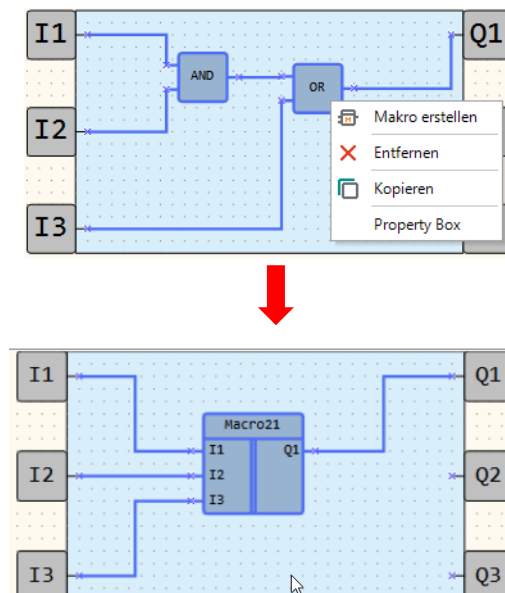 I1
Q1
AND
OR
I2
Makro erstellen
Entfernen
Kopieren
I3
Property Box
I1
Q1
Macro21
I1
Q1
I2
I2
Q2
I3
I3
Q3